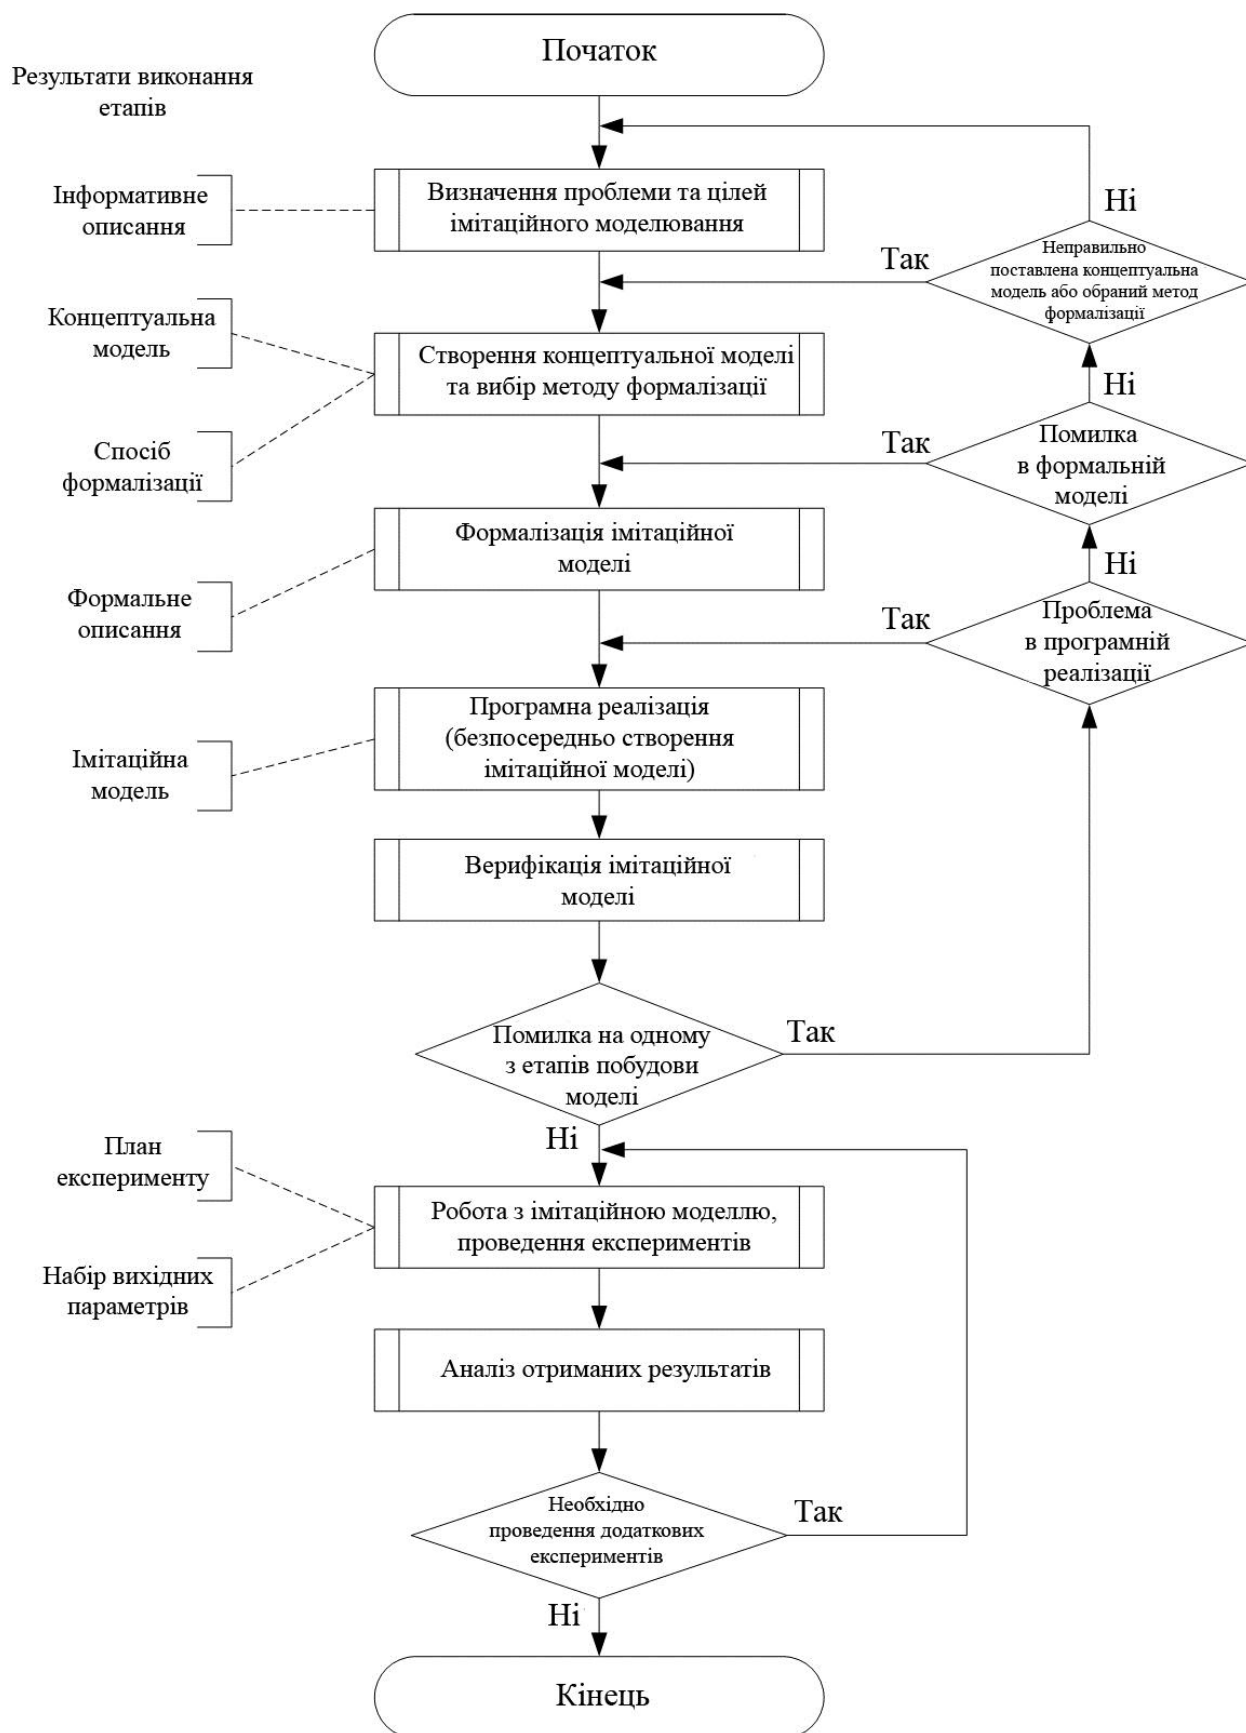 Початок
Результати виконання
етапів
Інформативне
описання
Визначення проблеми та цілей
імітаційного моделювання
Ні
Так
Неправильно
поставлена концептуальна
модель або обраний метод
формалізації
Концептуальна
модель
Створення концептуальної моделі
та вибір методу формалізації
Ні
Спосіб
формалізації
Так
Помилка
в формальній
моделі
Формалізація імітаційної
моделі
Ні
Формальне
описання
Так
Проблема
в програмній
реалізації
Імітаційна
модель
Програмна реалізація
(безпосередньо створення
імітаційної моделі)
Верифікація імітаційної
моделі
Помилка на одному
з етапів побудови
моделі
Так
Ні
План
експерименту
Робота з імітаційною моделлю,
проведення експериментів
Набір вихідних
параметрів
Аналіз отриманих результатів
Необхідно
проведення додаткових
експериментів
Так
Ні
Кінець